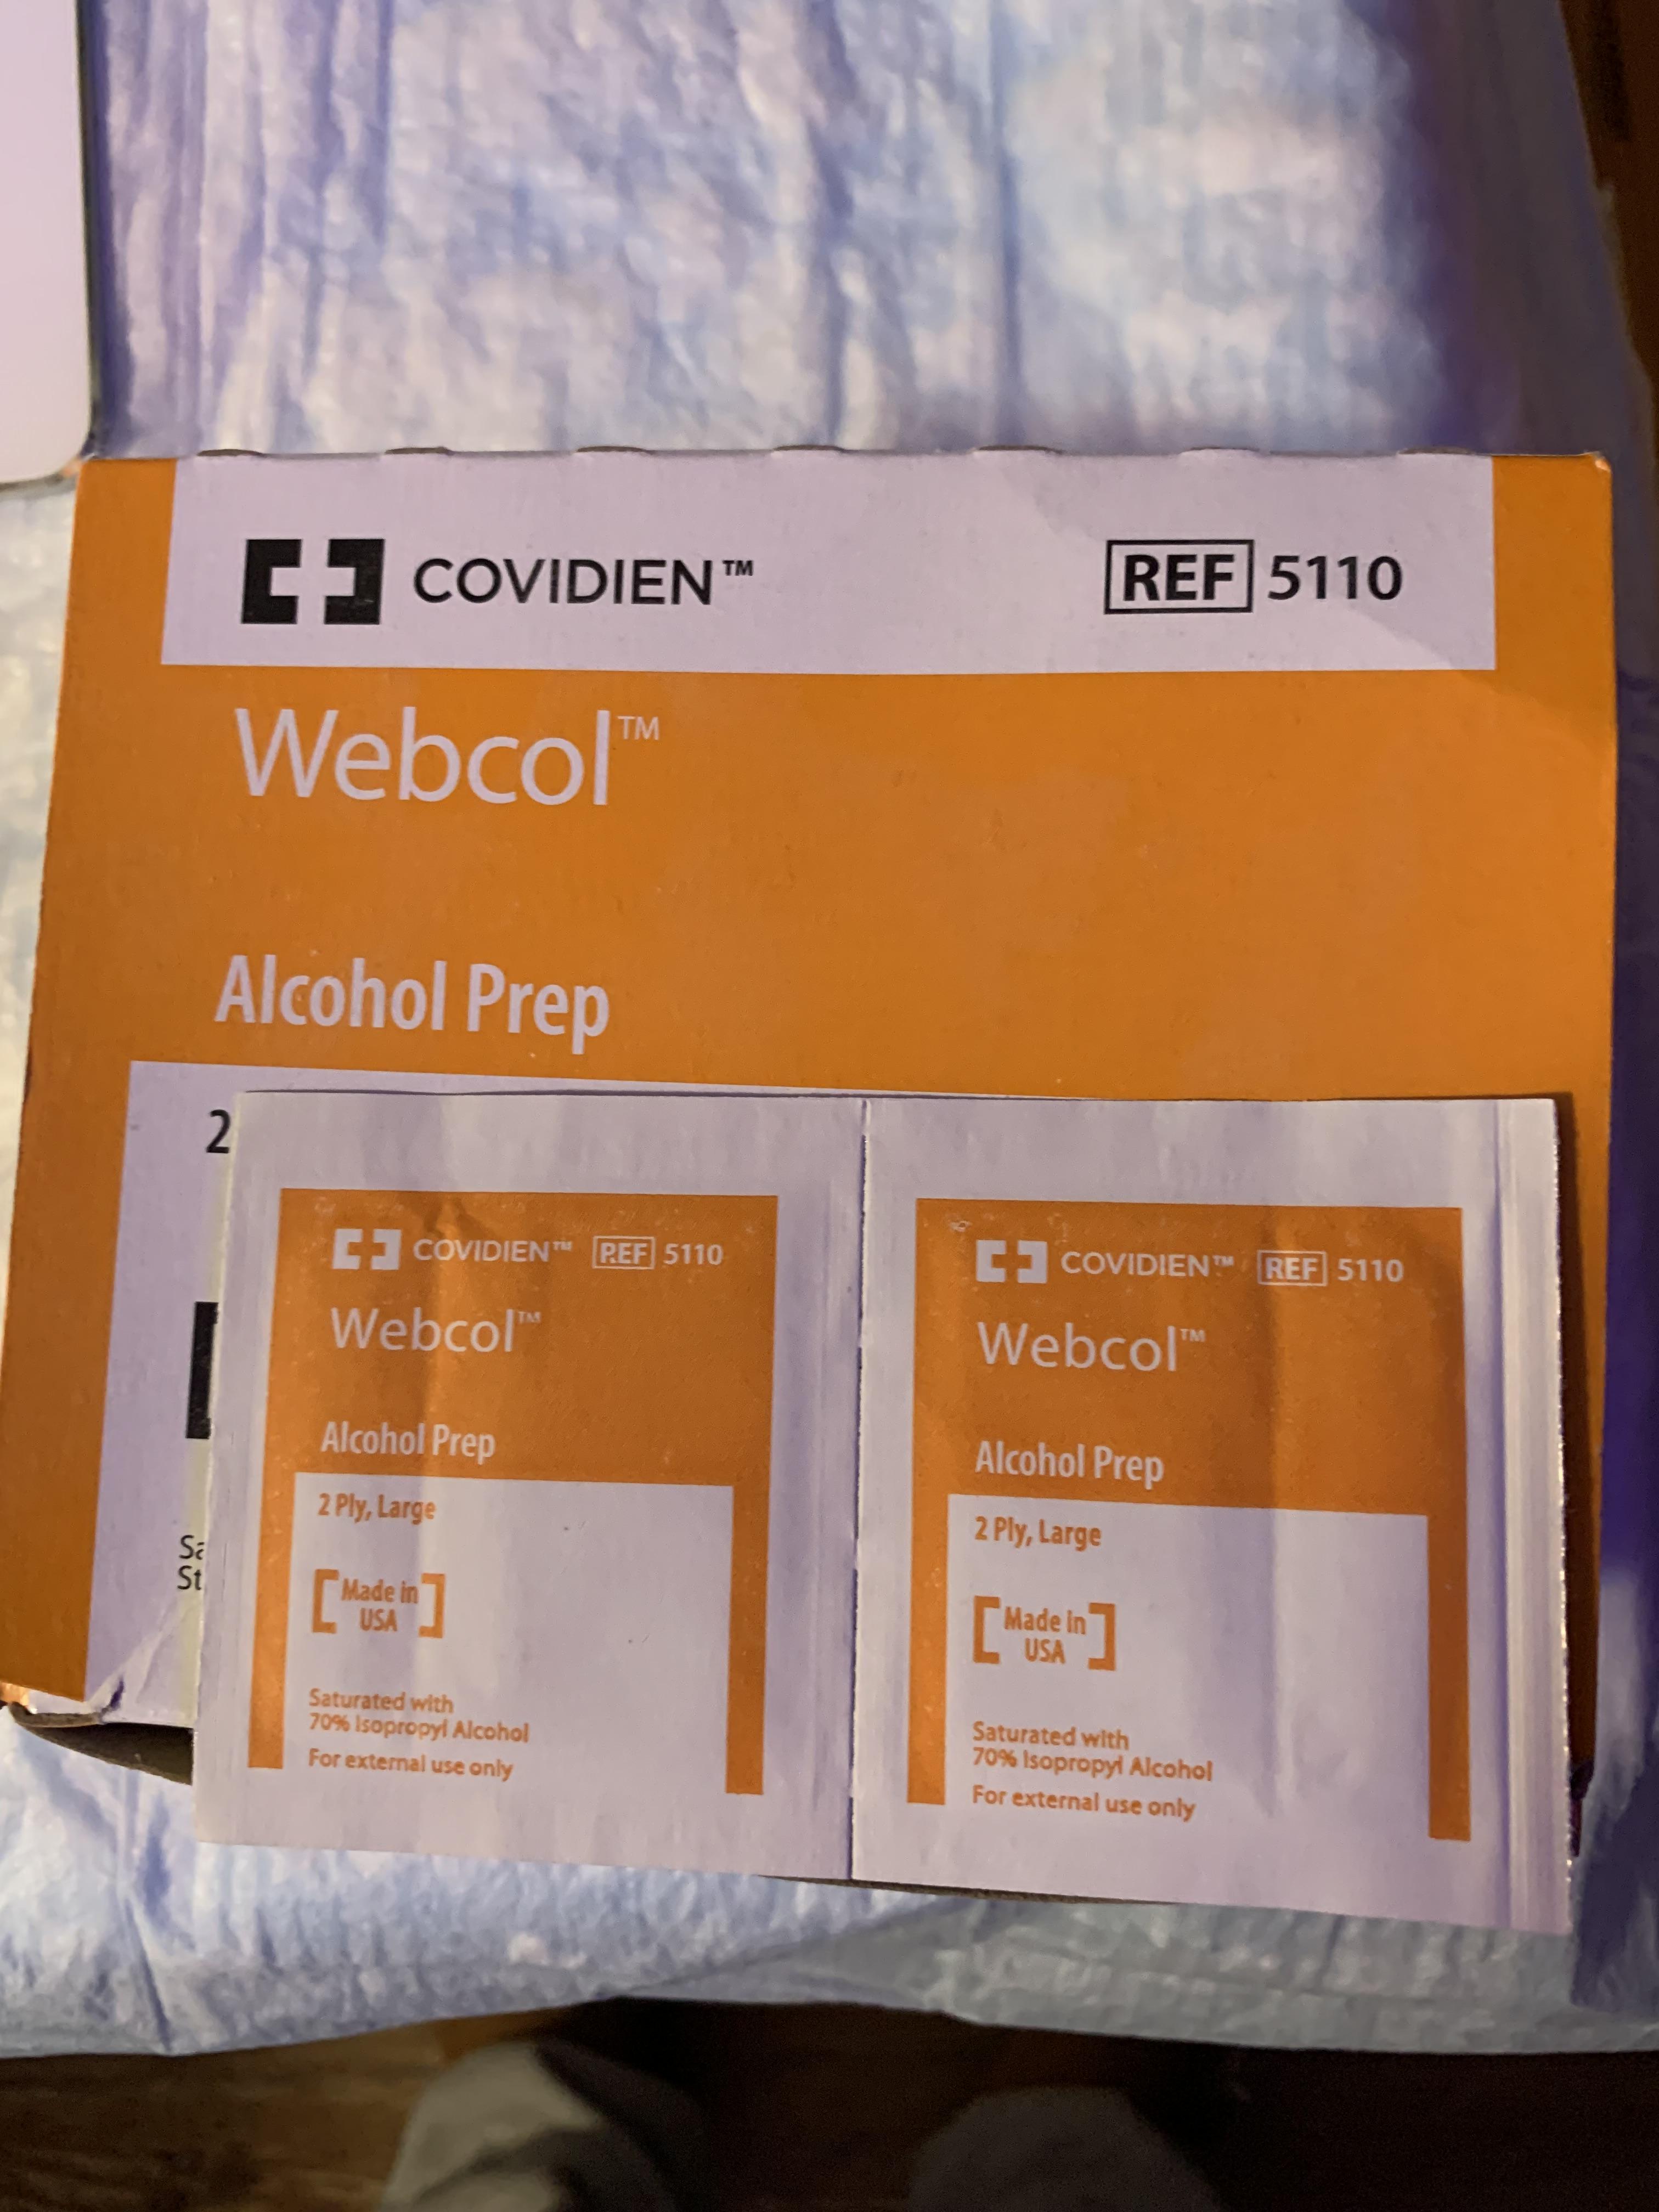 COVIDIEN™ REF 5110
Webcol™
Alcohol Prep
2
COVIDIEN™ REF 5110
Webcol™
Alcohol Prep
2 Ply, Large
Made in
USA
Saturated with
70% Isopropyl Alcohol
For external use only
COVIDIEN™ REF 5110
Webcol™
Alcohol Prep
2 Ply, Large
Made in
USA
Saturated with
70% Isopropyl Alcohol
For external use only